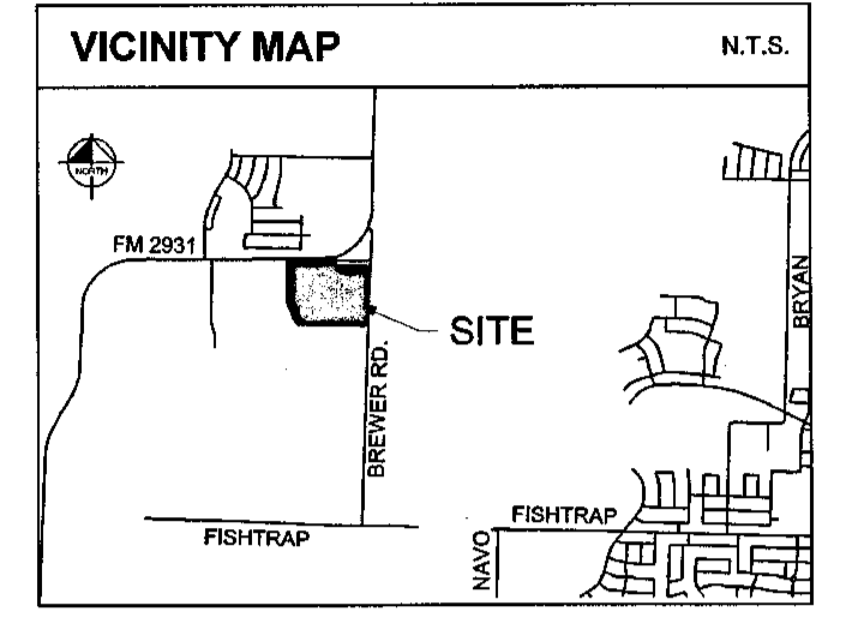 VICINITY MAP
N.T.S.
NORTH
FM 2931
SITE
BREWER RD.
BRYAN
FISHTRAP
FISHTRAP
NAVO